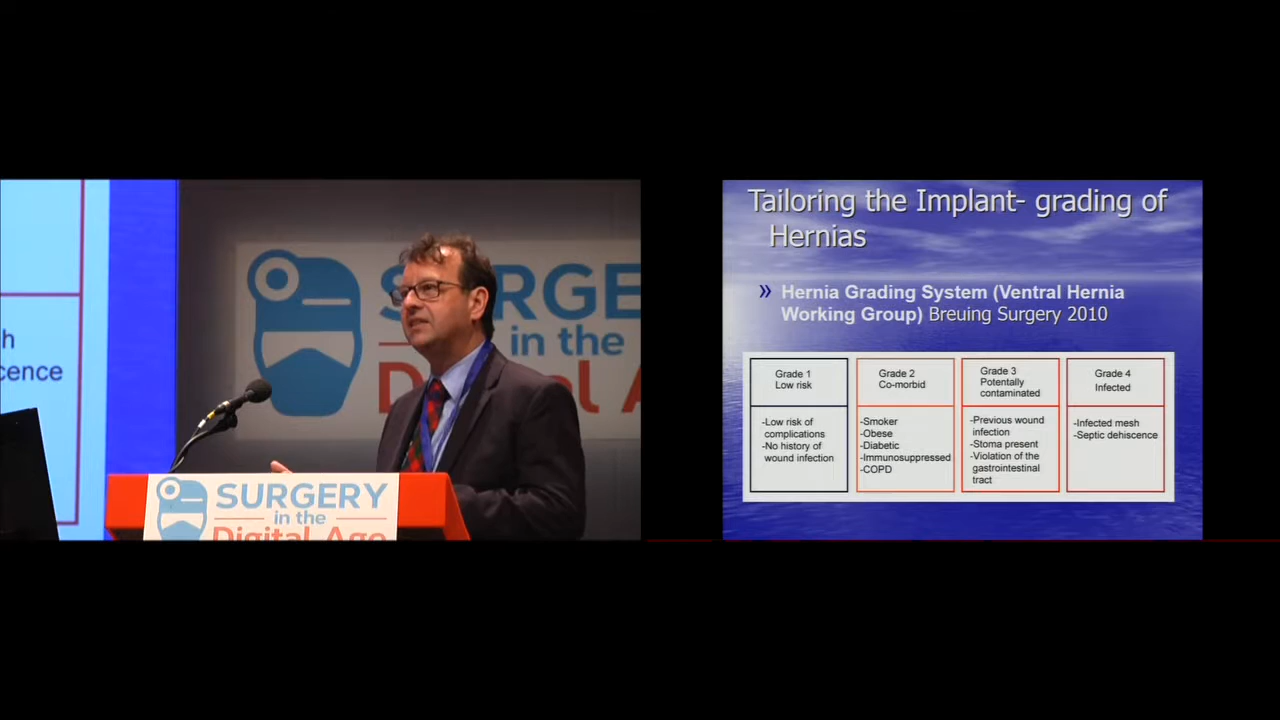 h
cence
SURGE
in the
Digital A
SURGERY
in the
Digital Age
Tailoring the Implant- grading of
Hernias
» Hernia Grading System (Ventral Hernia
Working Group) Breuing Surgery 2010
Grade 1
Low risk
-Low risk of
complications
-No history of
wound infection
Grade 2
Co-morbid
-Smoker
-Obese
-Diabetic
-Immunosuppressed
-COPD
Grade 3
Potentially
contaminated
-Previous wound
infection
-Stoma present
-Violation of the
gastrointestinal
tract
Grade 4
Infected
-Infected mesh
-Septic dehiscence